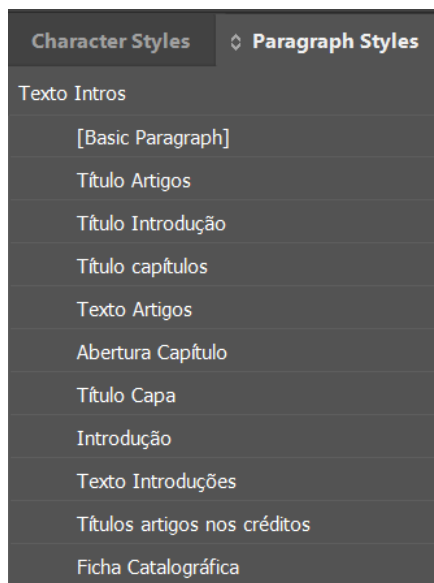 Character Styles Paragraph Styles
Texto Intros
[Basic Paragraph]
Título Artigos
Título Introdução
Título capítulos
Texto Artigos
Abertura Capítulo
Título Capa
Introdução
Texto Introduções
Títulos artigos nos créditos
Ficha Catalográfica